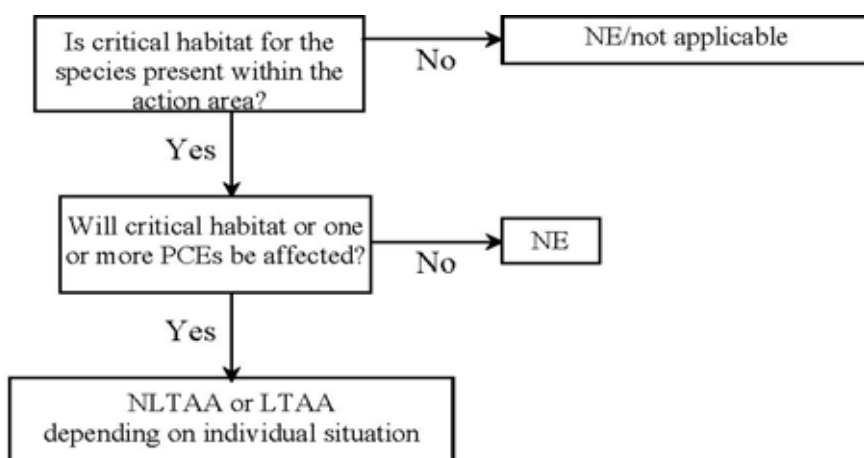 Is critical habitat for the
species present within the
action area?
No
NE/not applicable
Yes
Will critical habitat or one
or more PCEs be affected?
No
NE
Yes
NLTAA or LTAA
depending on individual situation